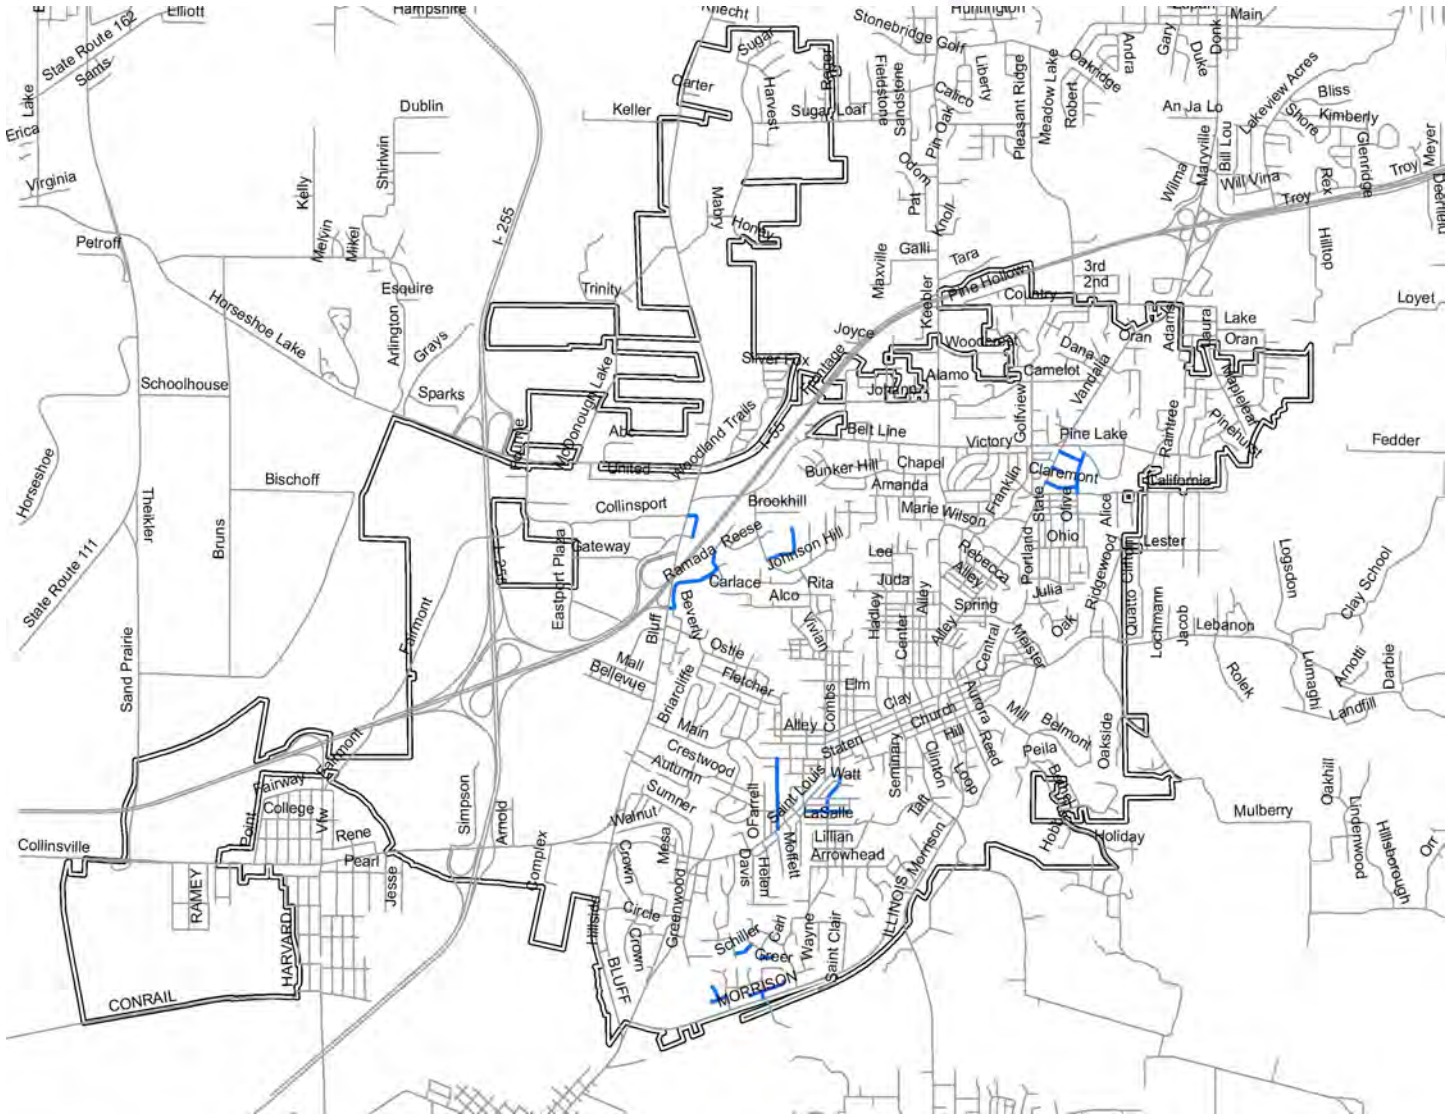 Elliott
Hampshire
Knecht
Huntington
Main
State Route 162
Sants
Lake
Sugar
Stonebridge Golf
Gary
Duke
Donk
Andra
Oakridge
Carter
Harvest
Fieldstone
Sandstone
Liberty
Calico
Pleasant Ridge
Meadow Lake
Robert
Lakeview Acres
Bliss
Dublin
Keller
Sugar Loaf
An Ja Lo
Shore
Kimberly
Erica
Pin Oak
Maryville
Bill Lou
Glenridge
Meyer
Shirlwin
Virginia
Kelly
Odom
Wilma
Will Vina
Rex
Troy
Troy
Mabry
Pat
Knoll
I- 255
Petroff
Melvin
Mikel
Honey
Galli
Hilltop
Maxville
Tara
Esquire
Trinity
Pine Hollow
3rd
2nd
Country
Loyet
Horseshoe Lake
Keebler
Arlington
Grays
Joyce
Adams
Laura
Lake
Oran
Oran
Woodcrest
Dana
Silver Fox
Frontage
Schoolhouse
Sparks
McDonough Lake
Johann
Alamo
Camelot
Vandalia
Mapleleaf
Golfview
Raintree
Pinehurst
Woodland Trails
I- 55
Belt Line
Victory
Pine Lake
Fedder
Horseshoe
United
Bunker Hill
Chapel
Claremont
California
Bischoff
Amanda
Franklin
Theikler
Collinsport
Brookhill
Marie
Wilson
State
Olive
Alice
Bruns
Reese
Ohio
Lester
State Route 111
Gateway
Eastport Plaza
Ramada
Johnson Hill
Lee
Rebecca
Portland
Ridgewood
Logsdon
Clay School
Carlace
Rita
Juda
Alley
Alley
Julia
Alco
Spring
Beverly
Vivian
Hadley
Center
Alley
Oak
Lochmann
Jacob
Lebanon
Fairmont
Bluff
Ostle
Central
Meister
Mall
Bellevue
Fletcher
Rolek
Lumaghi
Arnotti
Darbie
Sand Prairie
Briarcliffe
Elm
Combs
Clay
Landfill
Main
Alley
Church
Aurora
Mill
Belmont
Staten
Hill
Reed
Peila
Oakside
Crestwood
Autumn
Seminary
Clinton
Loop
Fairmont
Fairway
Saint Louis
Watt
Sumner
College
Simpson
OFarrell
LaSalle
Taft
Mulberry
Oakhill
Walnut
Point
Vfw
Rene
Arnold
Mesa
Lillian
Holiday
Lindenwood
Hillsborough
Orr
Collinsville
Pearl
Complex
Crown
Arrowhead
Morrison
Jesse
Davis
Helen
Moffett
RAMEY
Circle
Greenwood
ILLINOIS
HARVARD
Hillside
Crown
Schiller
Carl
Wayne
Saint Clair
Greer
BLUFF
MORRISON
CONRAIL